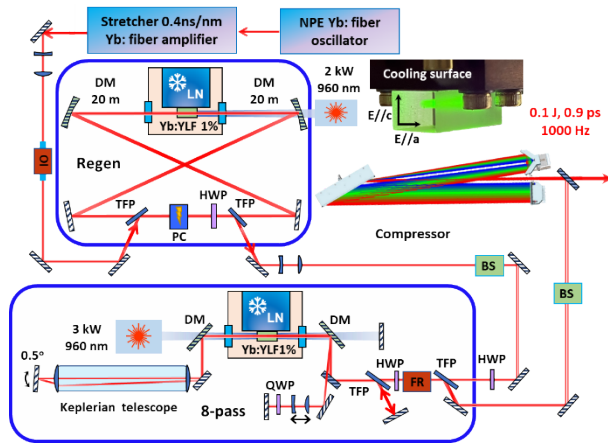 Stretcher 0.4ns/nm
Yb: fiber amplifier
NPE Yb: fiber
oscillator
DM
20 m
LN
Yb:YLF 1%
DM
20 m
2 kW
960 nm
Cooling surface
E//c
E//a
0.1 J, 0.9 ps
1000 Hz
IO
Regen
TFP
PC
HWP
TFP
Compressor
BS
BS
3 kW
960 nm
DM
LN
Yb:YLF1%
DM
0.5°
Keplerian telescope
8-pass
QWP
TFP
HWP
FR
TFP
HWP